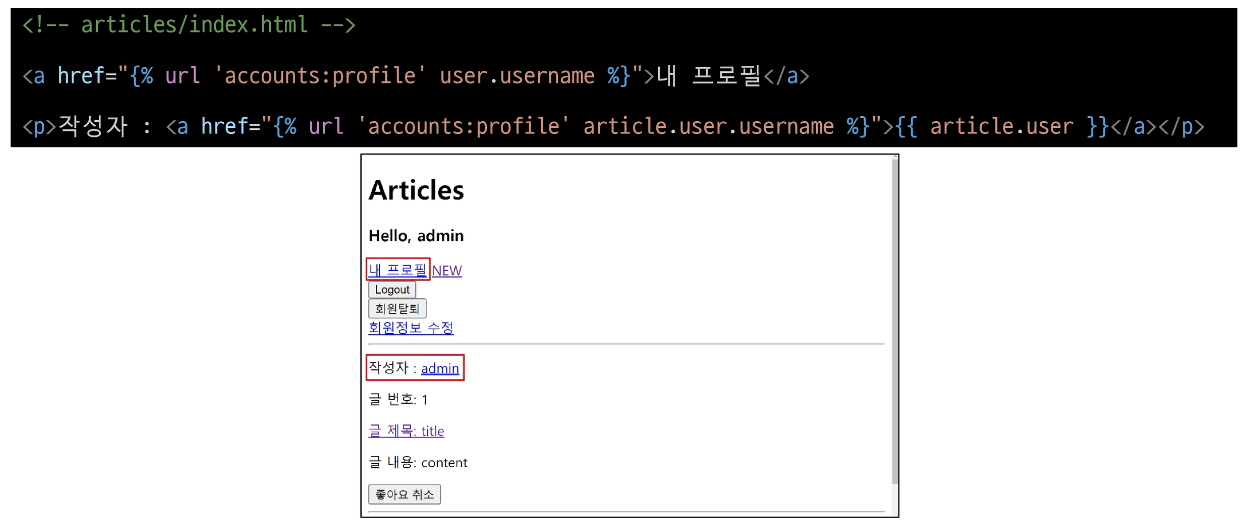 <!-- articles/index.html -->
<a href="{% url 'accounts:profile' user.username %}">내 프로필</a>
<p>작성자 : <a href="{% url 'accounts:profile' article.user.username %}">{{ article.user }}</a></p>
Articles
Hello, admin
내 프로필 NEW
Logout
회원탈퇴
회원정보 수정
작성자 : admin
글 번호: 1
글 제목: title
글 내용: content
좋아요 취소